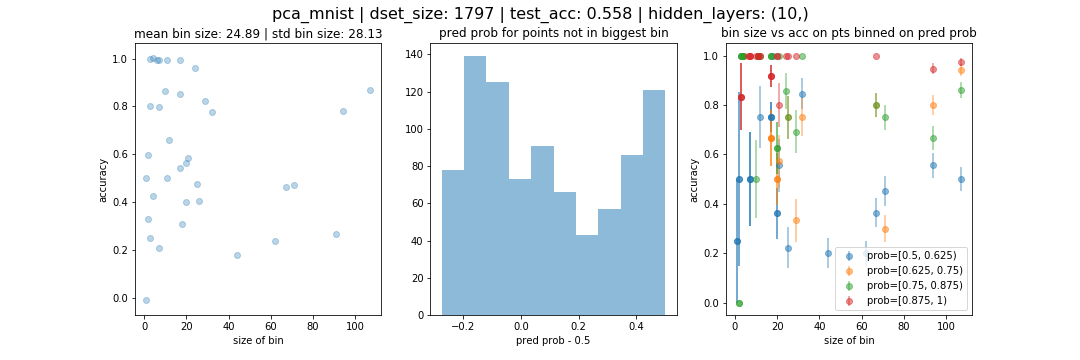 pca_mnist | dset_size: 1797 | test_acc: 0.558 | hidden_layers: (10,)
mean bin size: 24.89 | std bin size: 28.13
1.0
0.8
0.6
0.4
0.2
0.0
accuracy
0 20 40 60 80 100
size of bin
pred prob for points not in biggest bin
140
120
100
80
60
40
20
0
−0.2 0.0 0.2 0.4
pred prob - 0.5
bin size vs acc on pts binned on pred prob
1.0
0.8
0.6
0.4
0.2
0.0
accuracy
prob=[0.5, 0.625)
prob=[0.625, 0.75)
prob=[0.75, 0.875)
prob=[0.875, 1)
0 20 40 60 80 100
size of bin